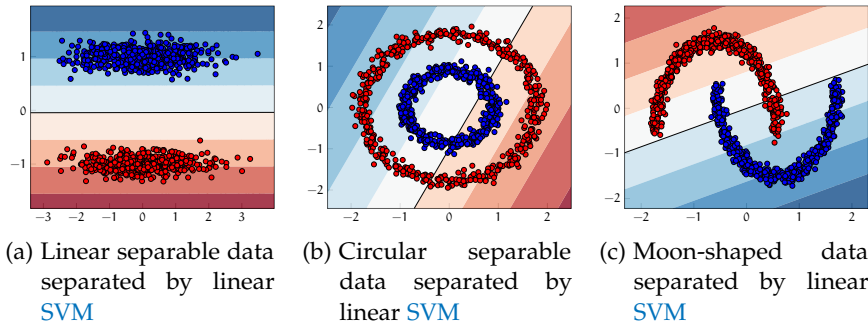 1
0
−1
−3 −2 −1 0 1 2 3
2
1
0
−1
−2
−2 −1 0 1 2
2
1
0
−1
−2
−2 −1 0 1 2
(a) Linear separable data
separated by linear
SVM
(b) Circular separable
data separated by
linear SVM
(c) Moon-shaped data
separated by linear
SVM